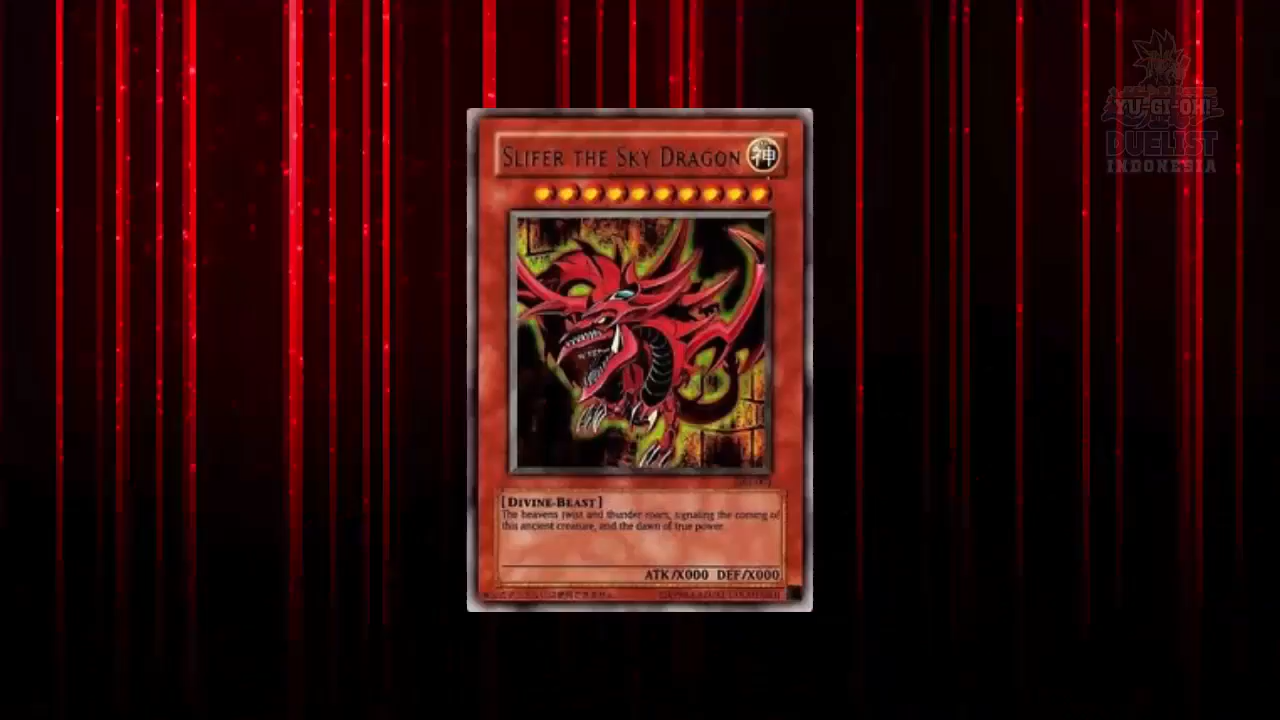 SLIFER THE SKY DRAGON 神
[DIVINE-BEAST]
The heavens twist and thunder roars, signaling the coming of
this ancient creature, and the dawn of true power.
ATK/X000 DEF/X000
YU-GI-OH!
DUELIST
INDONESIA